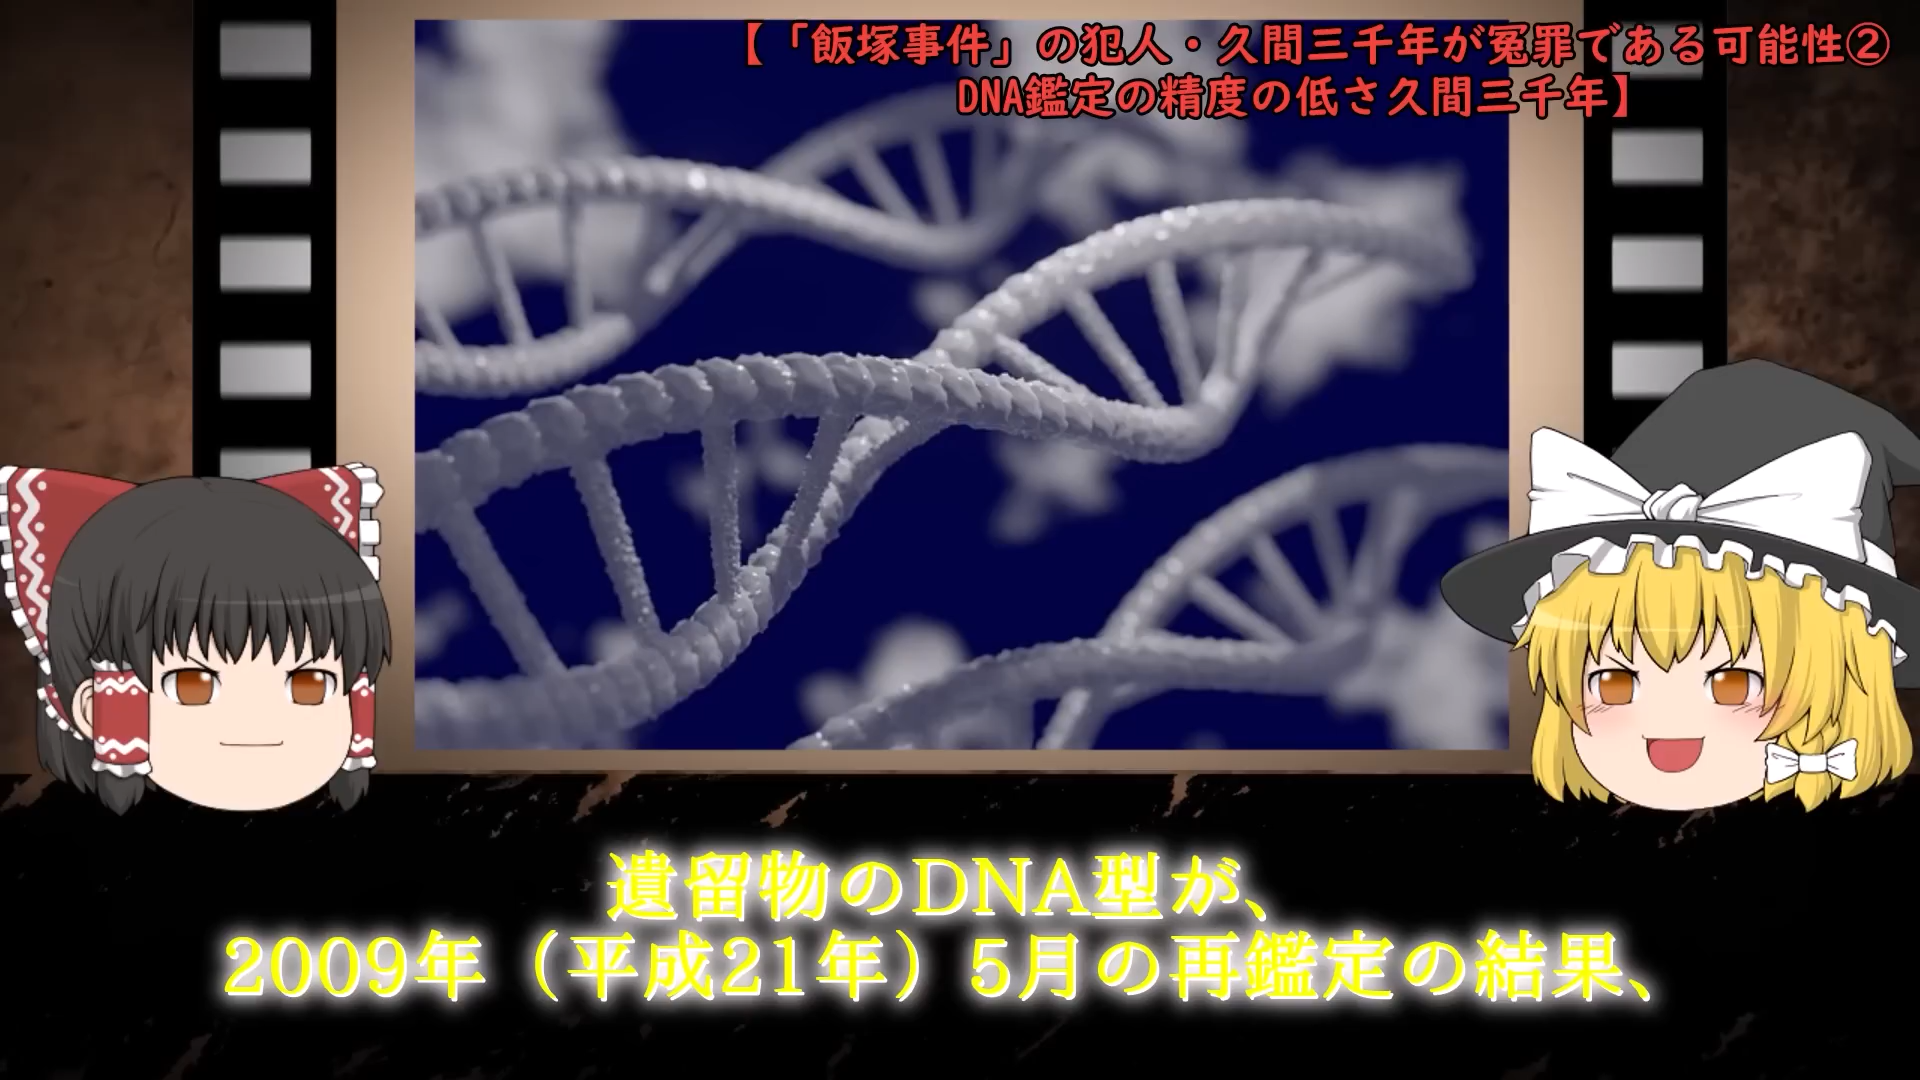 【「飯塚事件」の犯人・久間三千年が冤罪である可能性②
DNA鑑定の精度の低さ久間三千年】
遺留物のDNA型が、
2009年（平成21年）5月の再鑑定の結果、